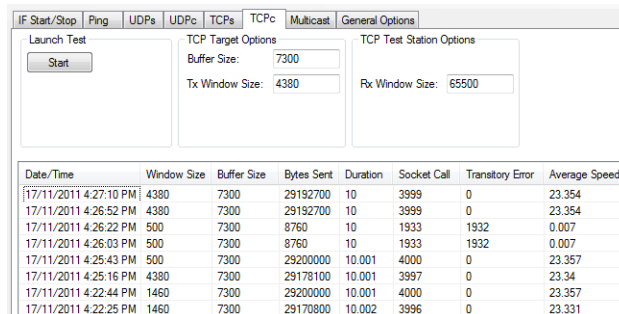 IF Start/Stop Ping UDPs UDPc TCPs TCPc Multicast General Options
Launch Test TCP Target Options TCP Test Station Options
Start Buffer Size: 7300
Tx Window Size: 4380 Rx Window Size: 65500
Date/Time Window Size Buffer Size Bytes Sent Duration Socket Call Transitory Error Average Speed
17/11/2011 4:27:10 PM 4380 7300 29192700 10 3999 0 23.354
17/11/2011 4:26:52 PM 4380 7300 29192700 10 3999 0 23.354
17/11/2011 4:26:22 PM 500 7300 8760 10 1933 1932 0.007
17/11/2011 4:26:03 PM 500 7300 8760 10 1933 1932 0.007
17/11/2011 4:25:43 PM 500 7300 29200000 10.001 4000 0 23.357
17/11/2011 4:25:16 PM 4380 7300 29178100 10.001 3997 0 23.34
17/11/2011 4:22:44 PM 1460 7300 29200000 10.001 4000 0 23.357
17/11/2011 4:22:25 PM 1460 7300 29170800 10.002 3996 0 23.331